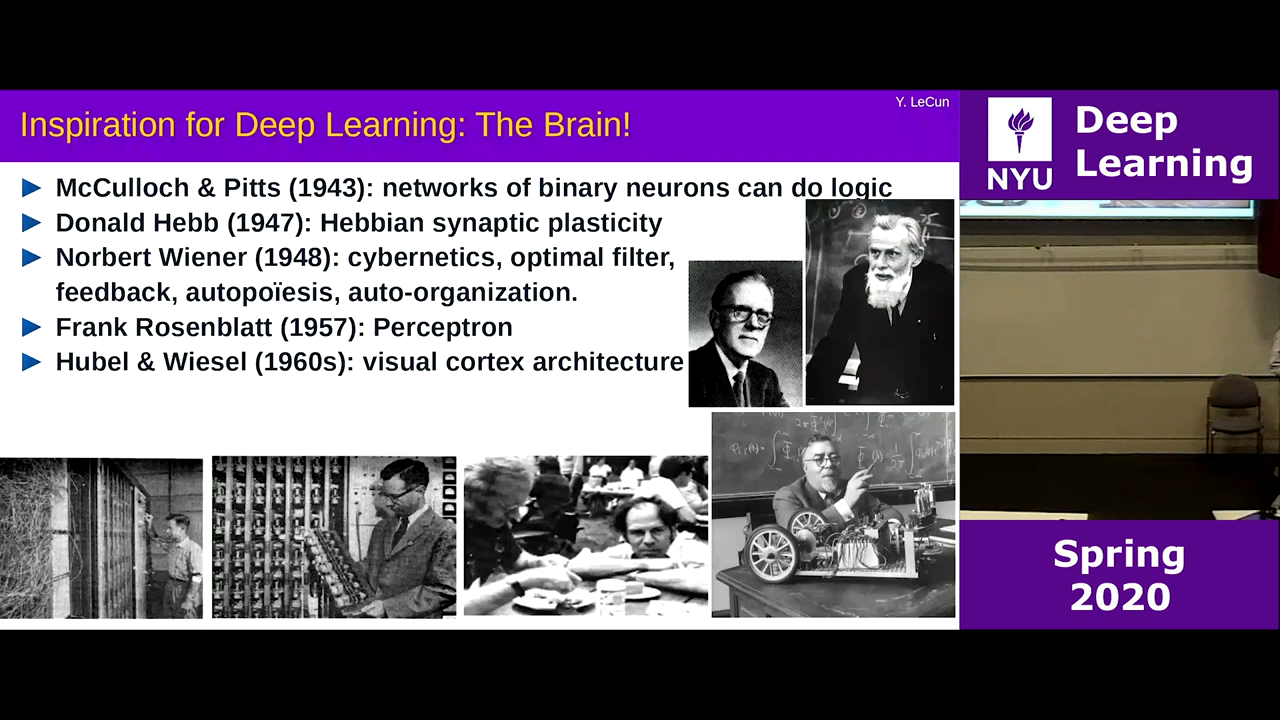 Y. LeCun
Inspiration for Deep Learning: The Brain!
McCulloch & Pitts (1943): networks of binary neurons can do logic
Donald Hebb (1947): Hebbian synaptic plasticity
Norbert Wiener (1948): cybernetics, optimal filter,
feedback, autopoïesis, auto-organization.
Frank Rosenblatt (1957): Perceptron
Hubel & Wiesel (1960s): visual cortex architecture
NYU
Deep
Learning
Spring
2020